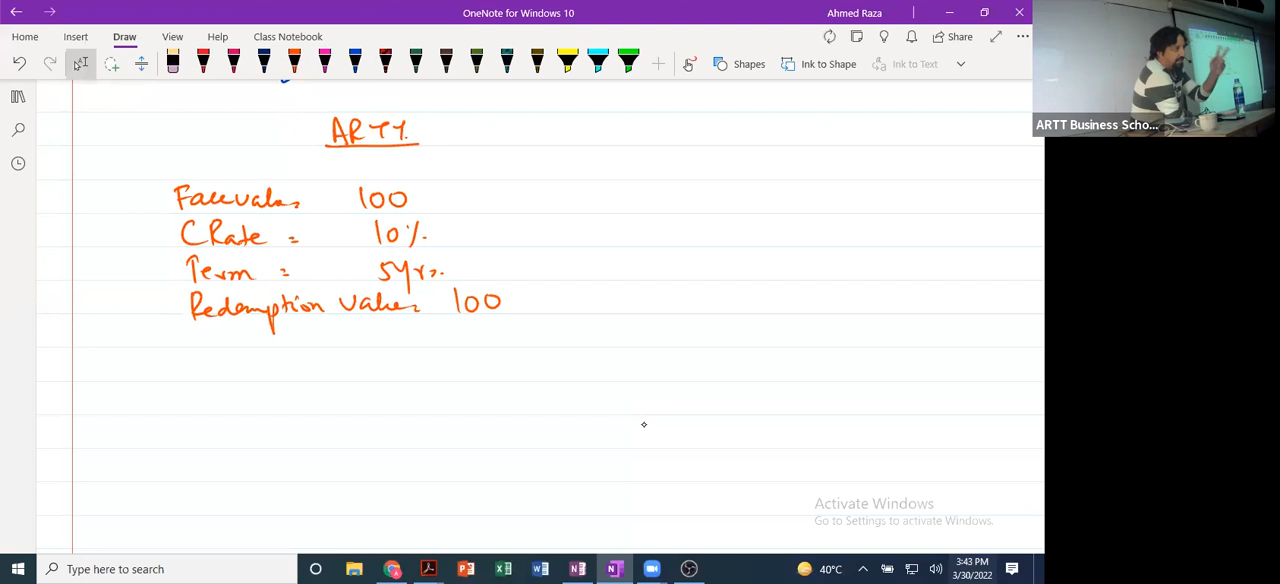 OneNote for Windows 10
Ahmed Raza
Home Insert Draw View Help Class Notebook
Share
Shapes Ink to Shape Ink to Text
ARTT Business Scho...
ARTT
Face value 100
C Rate = 10%.
Term = 5yrs.
Redemption value 100
Activate Windows
Go to Settings to activate Windows.
Type here to search
40°C
3:43 PM
3/30/2022